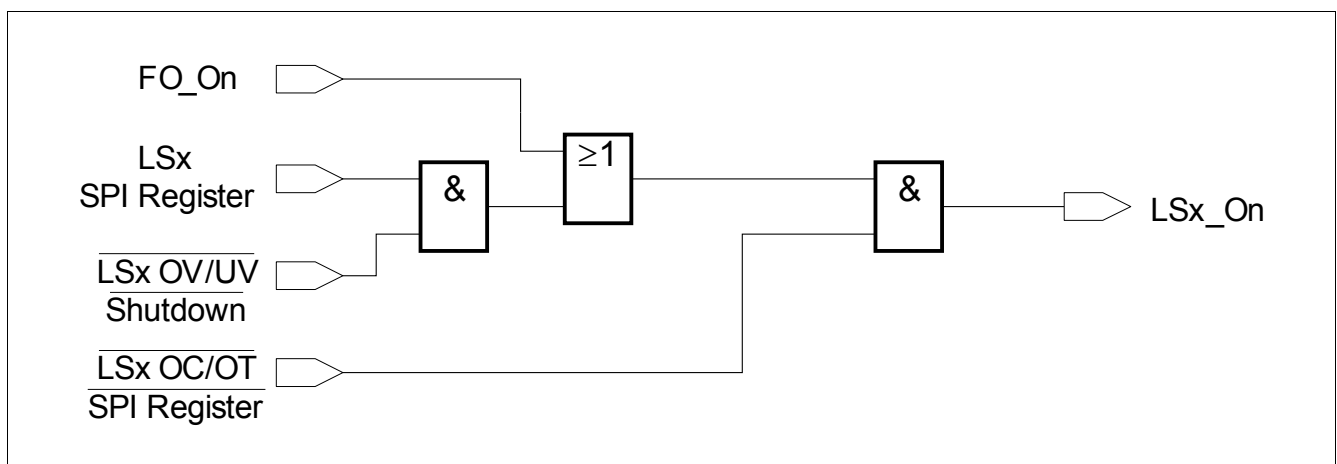 FO_On
LSx
SPI Register
LSx OV/UV
Shutdown
LSx OC/OT
SPI Register
&
≥1
&
LSx_On